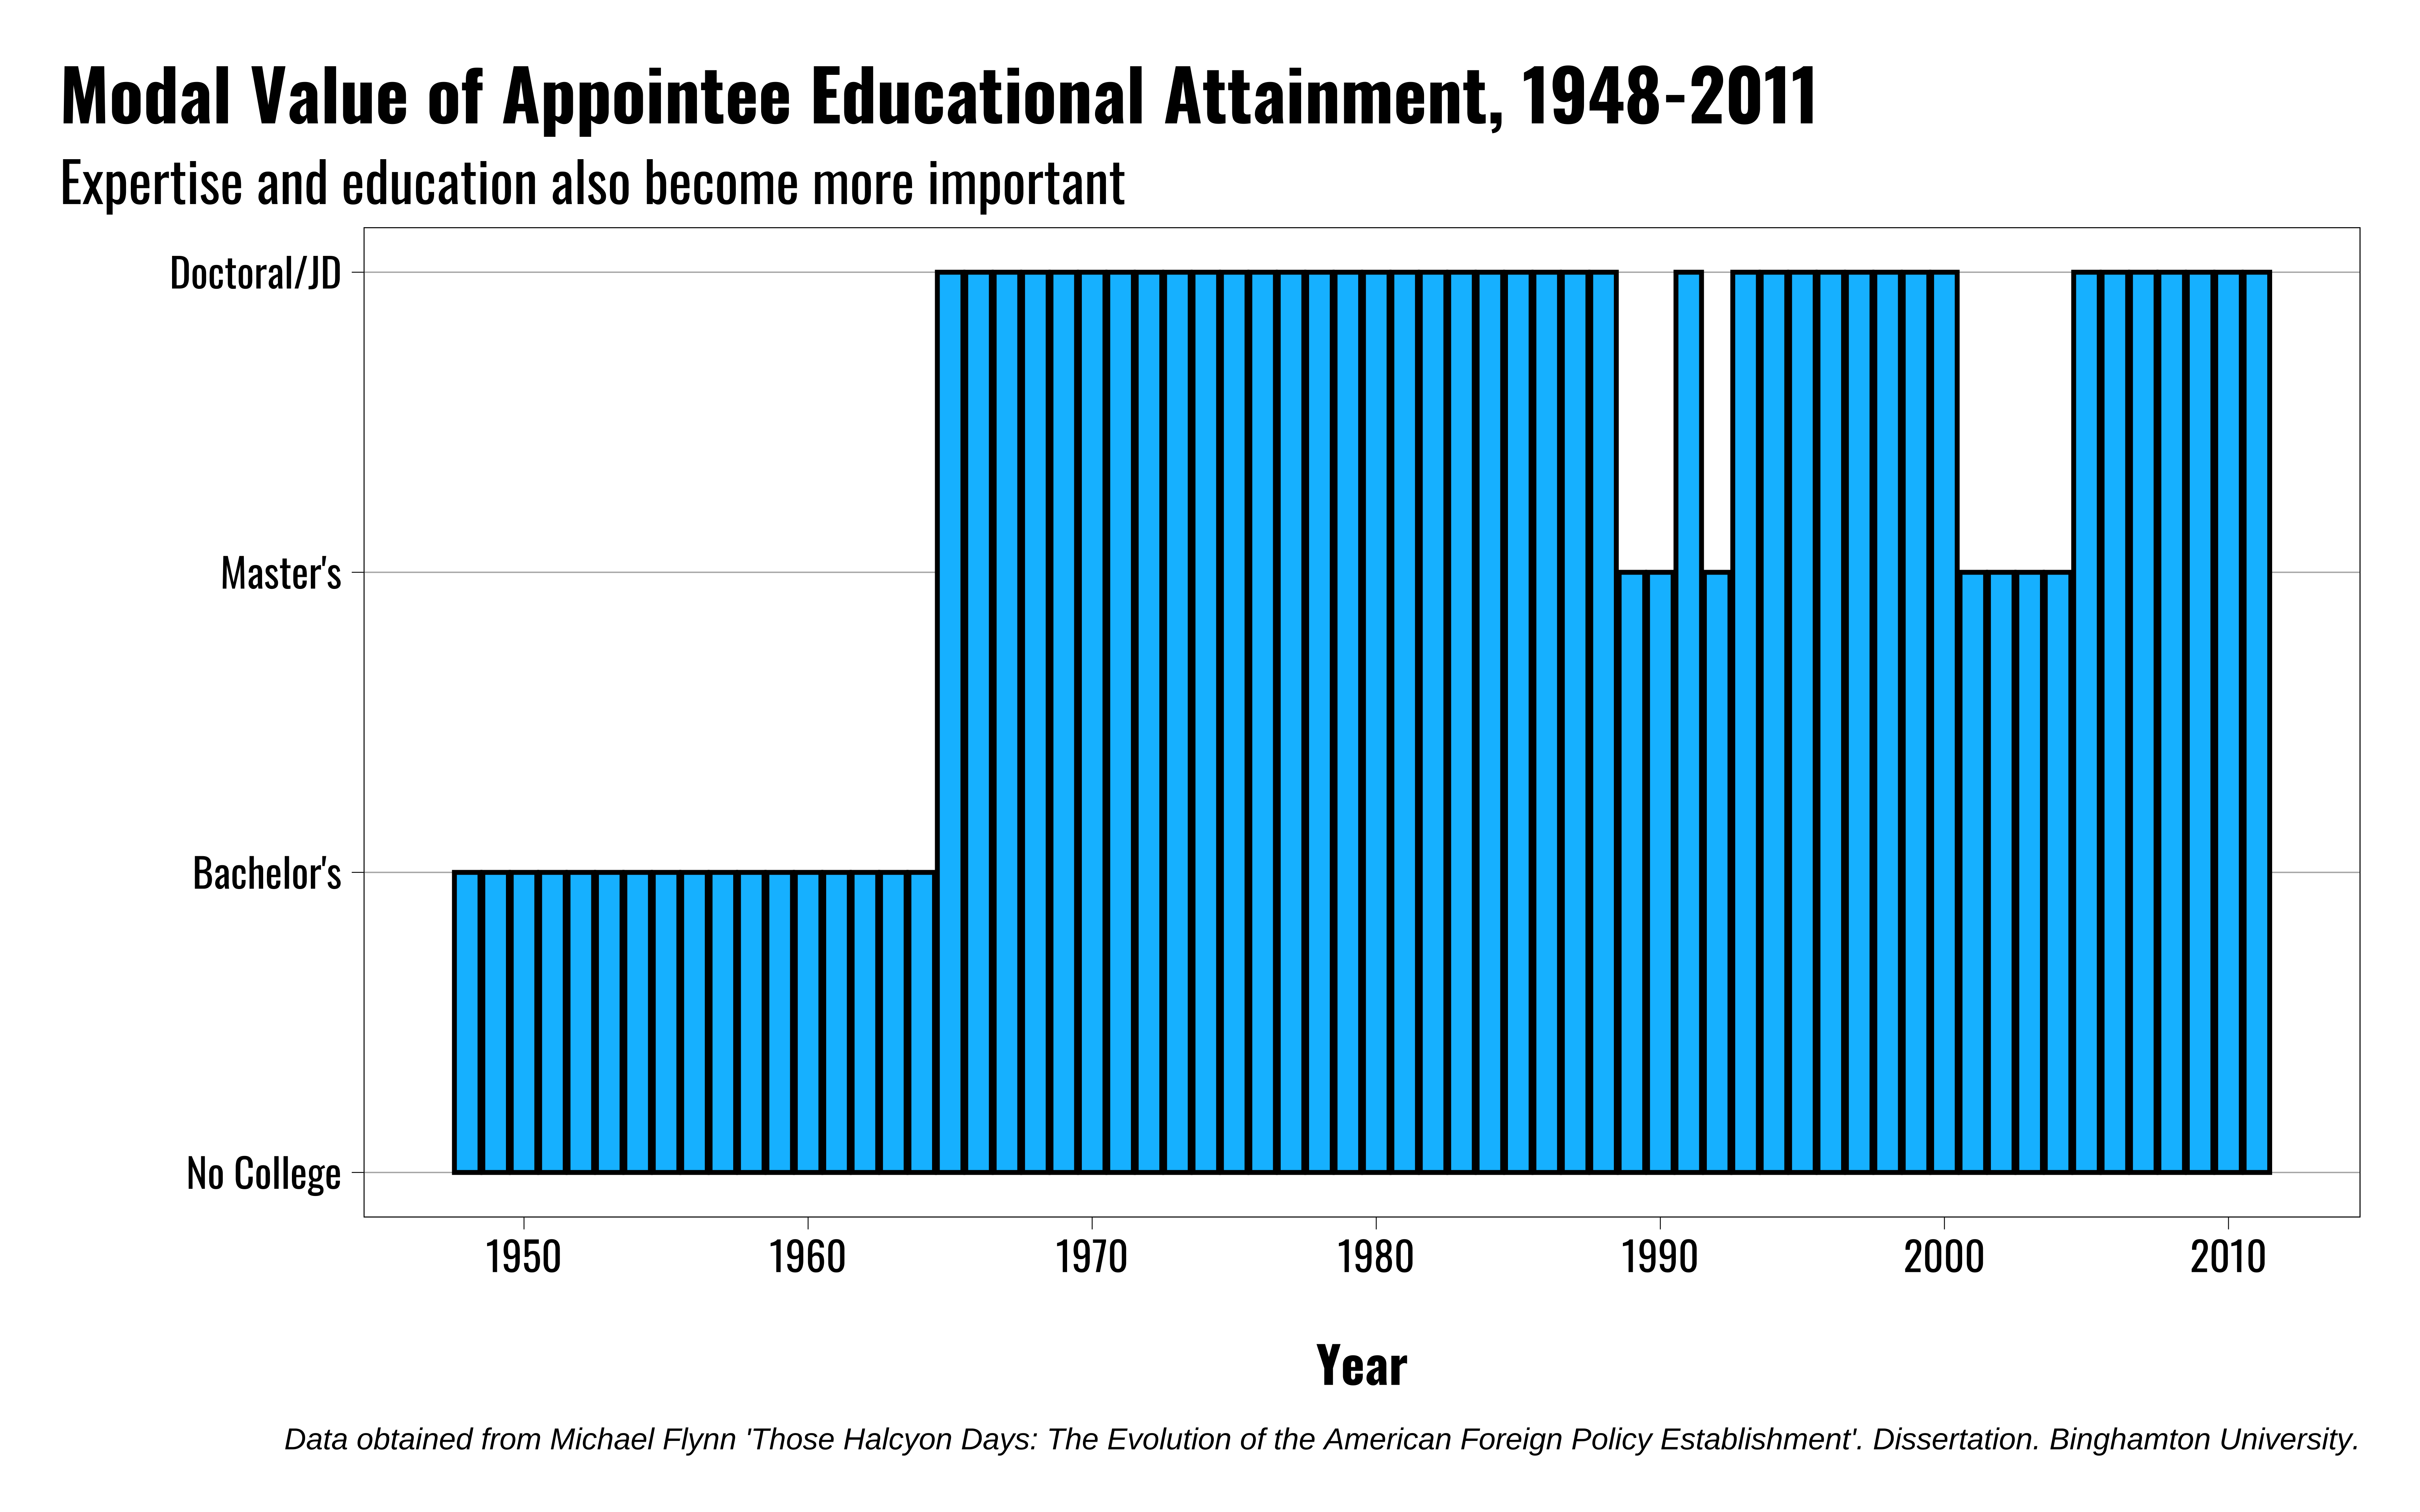 Modal Value of Appointee Educational Attainment, 1948-2011
Expertise and education also become more important
Doctoral/JD
Master's
Bachelor's
No College
1950 1960 1970 1980 1990 2000 2010
Year
Data obtained from Michael Flynn 'Those Halcyon Days: The Evolution of the American Foreign Policy Establishment'. Dissertation. Binghamton University.